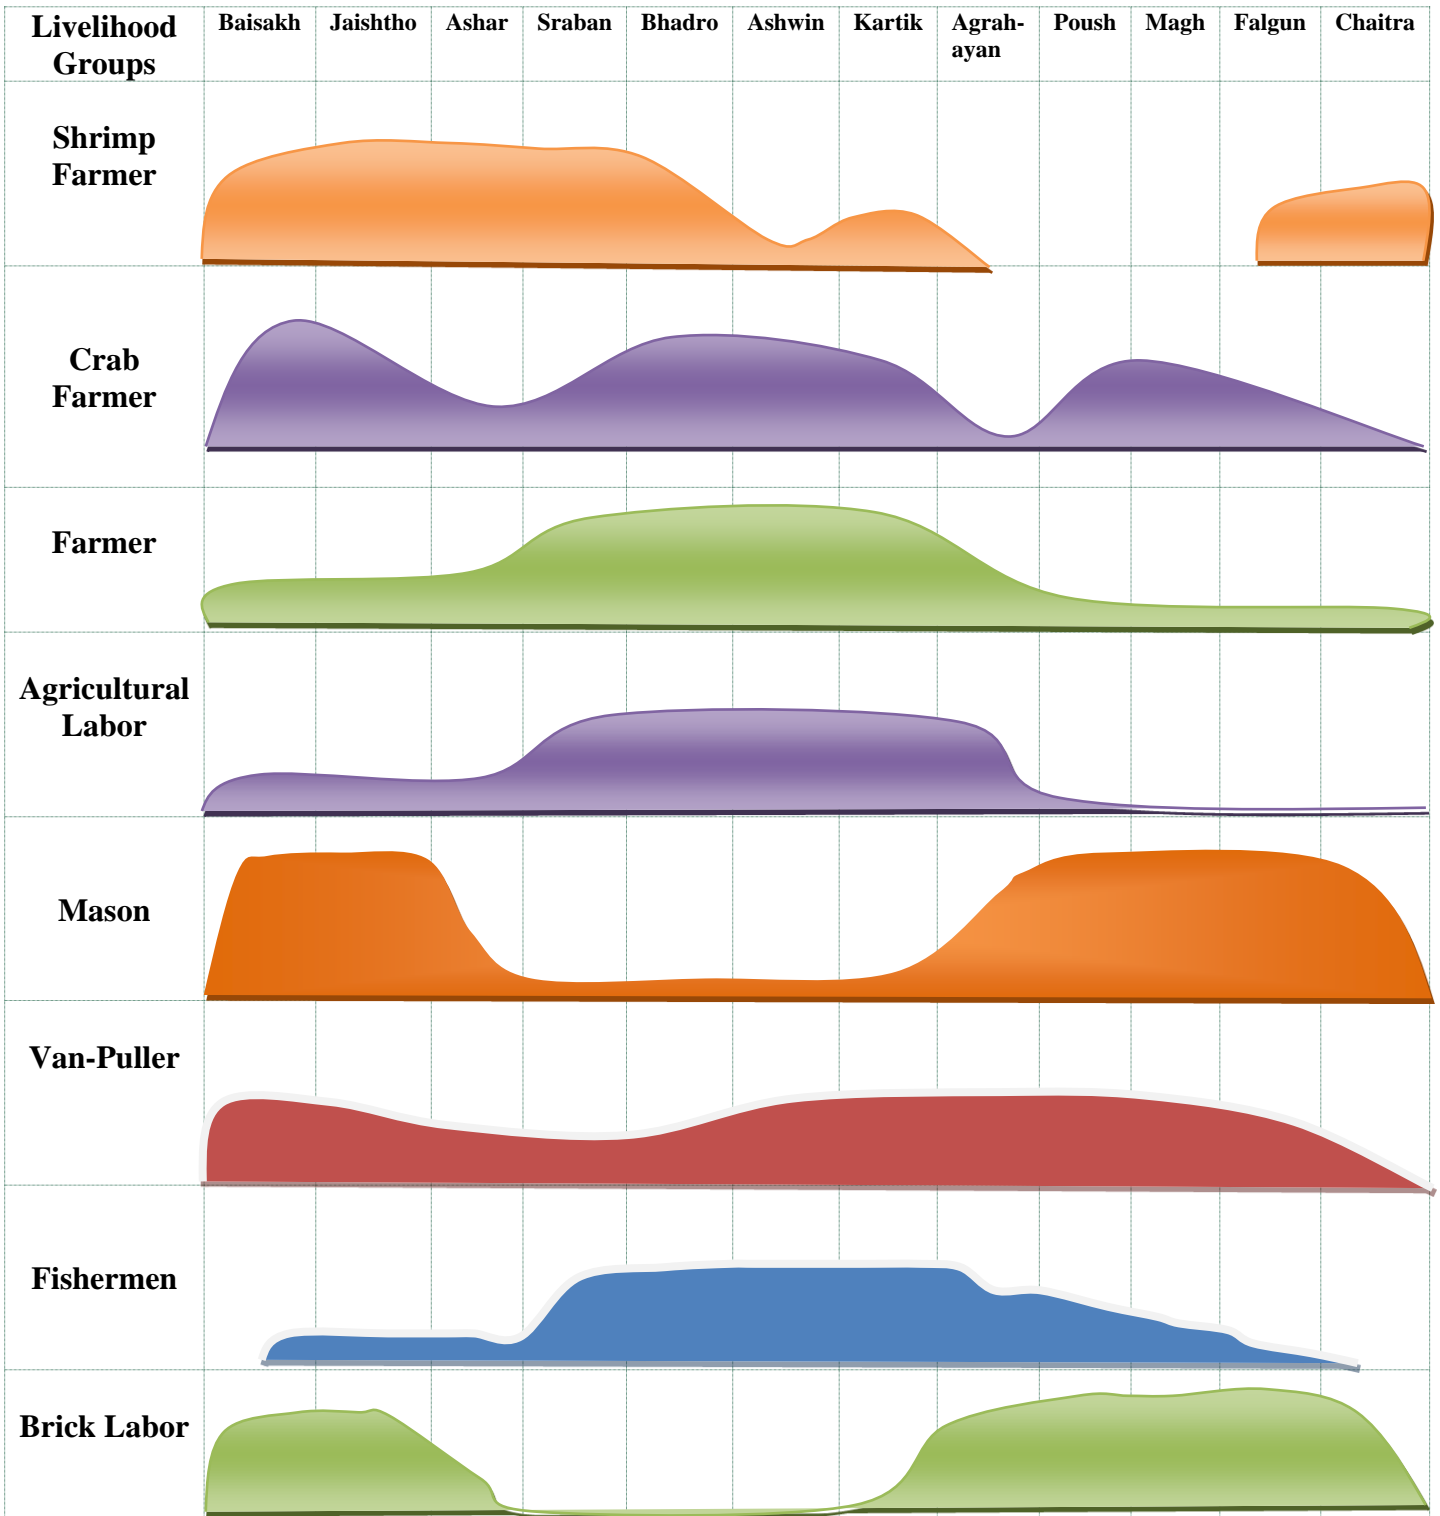 Livelihood
Groups
Baisakh
Jaishtho
Ashar
Sraban
Bhadro
Ashwin
Kartik
Agrah-
ayan
Poush
Magh
Falgun
Chaitra
Shrimp
Farmer
Crab
Farmer
Farmer
Agricultural
Labor
Mason
Van-Puller
Fishermen
Brick Labor